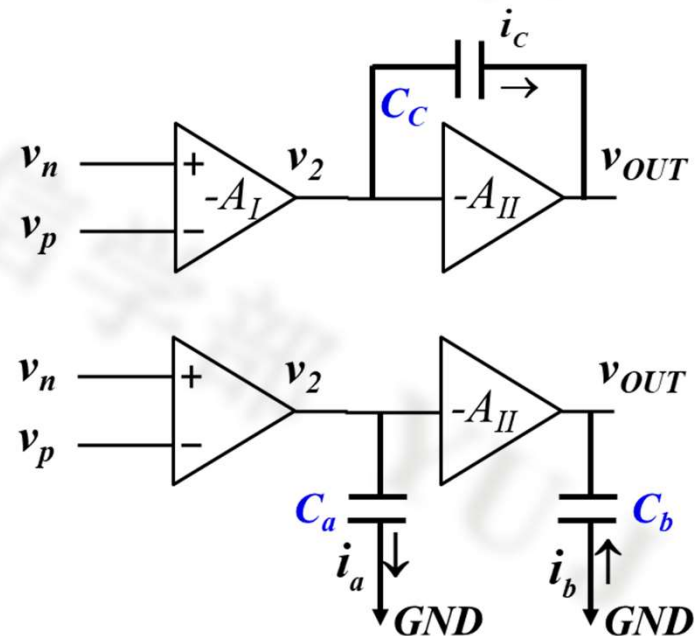 i_C
C_C
v_n + v_2 v_OUT
-A_I -A_II
v_p −
v_n + v_2 v_OUT
-A_II
v_p −
C_a C_b
i_a i_b
GND GND